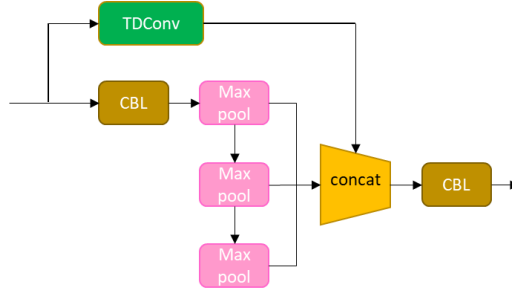 TDConv
CBL
Max
pool
concat
CBL
Max
pool
Max
pool